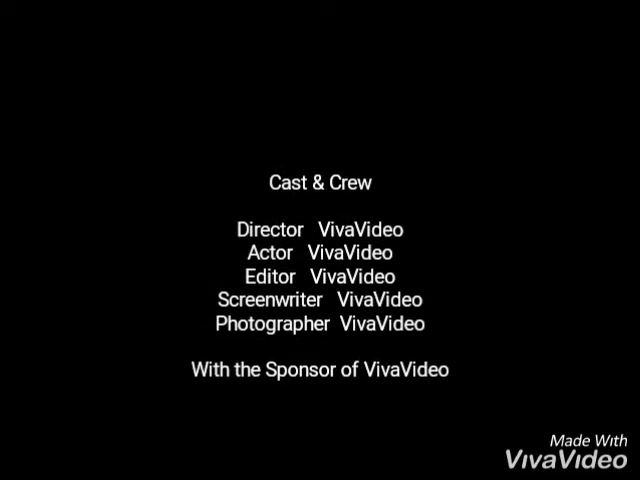 Cast & Crew
Director VivaVideo
Actor VivaVideo
Editor VivaVideo
Screenwriter VivaVideo
Photographer VivaVideo
With the Sponsor of VivaVideo
Made With
VivaVideo